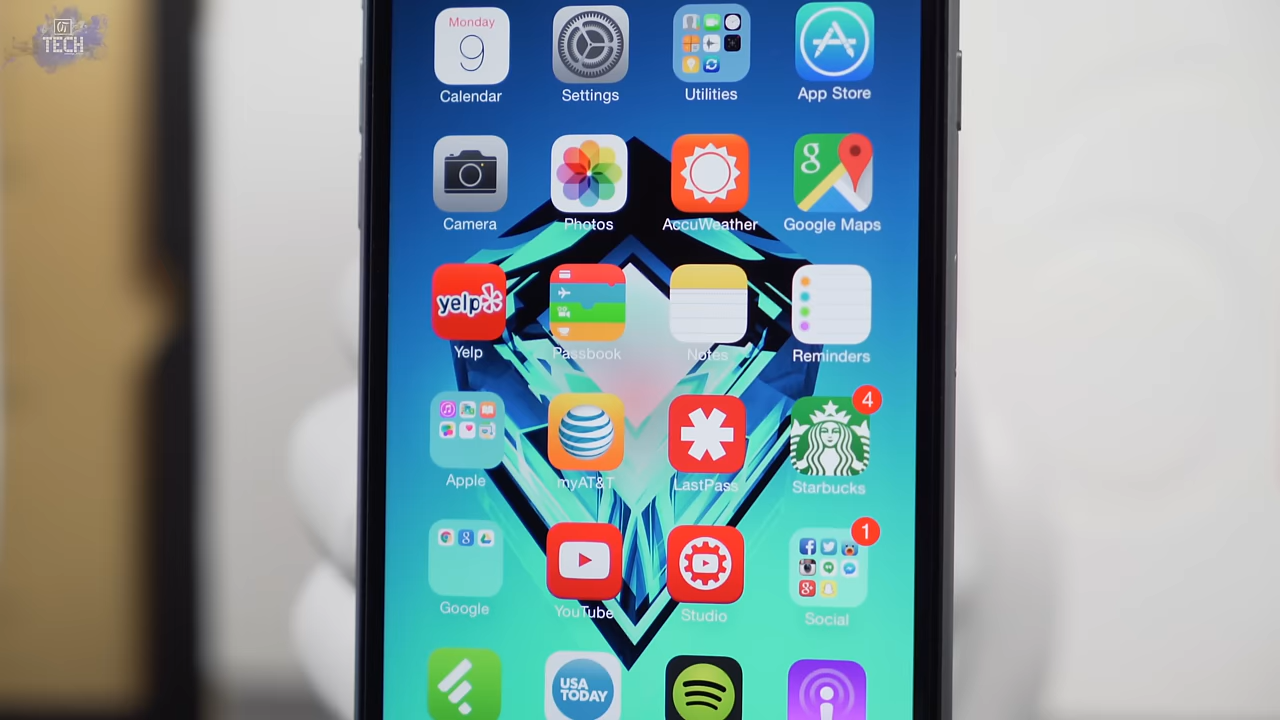 TECH
Monday
9
Calendar
Settings
Utilities
App Store
Camera
Photos
AccuWeather
g
Google Maps
yelp
Yelp
Passbook
Notes
Reminders
Apple
myAT&T
LastPass
4
Starbucks
8
Google
YouTube
Studio
1
f
g+
Social
USA
TODAY